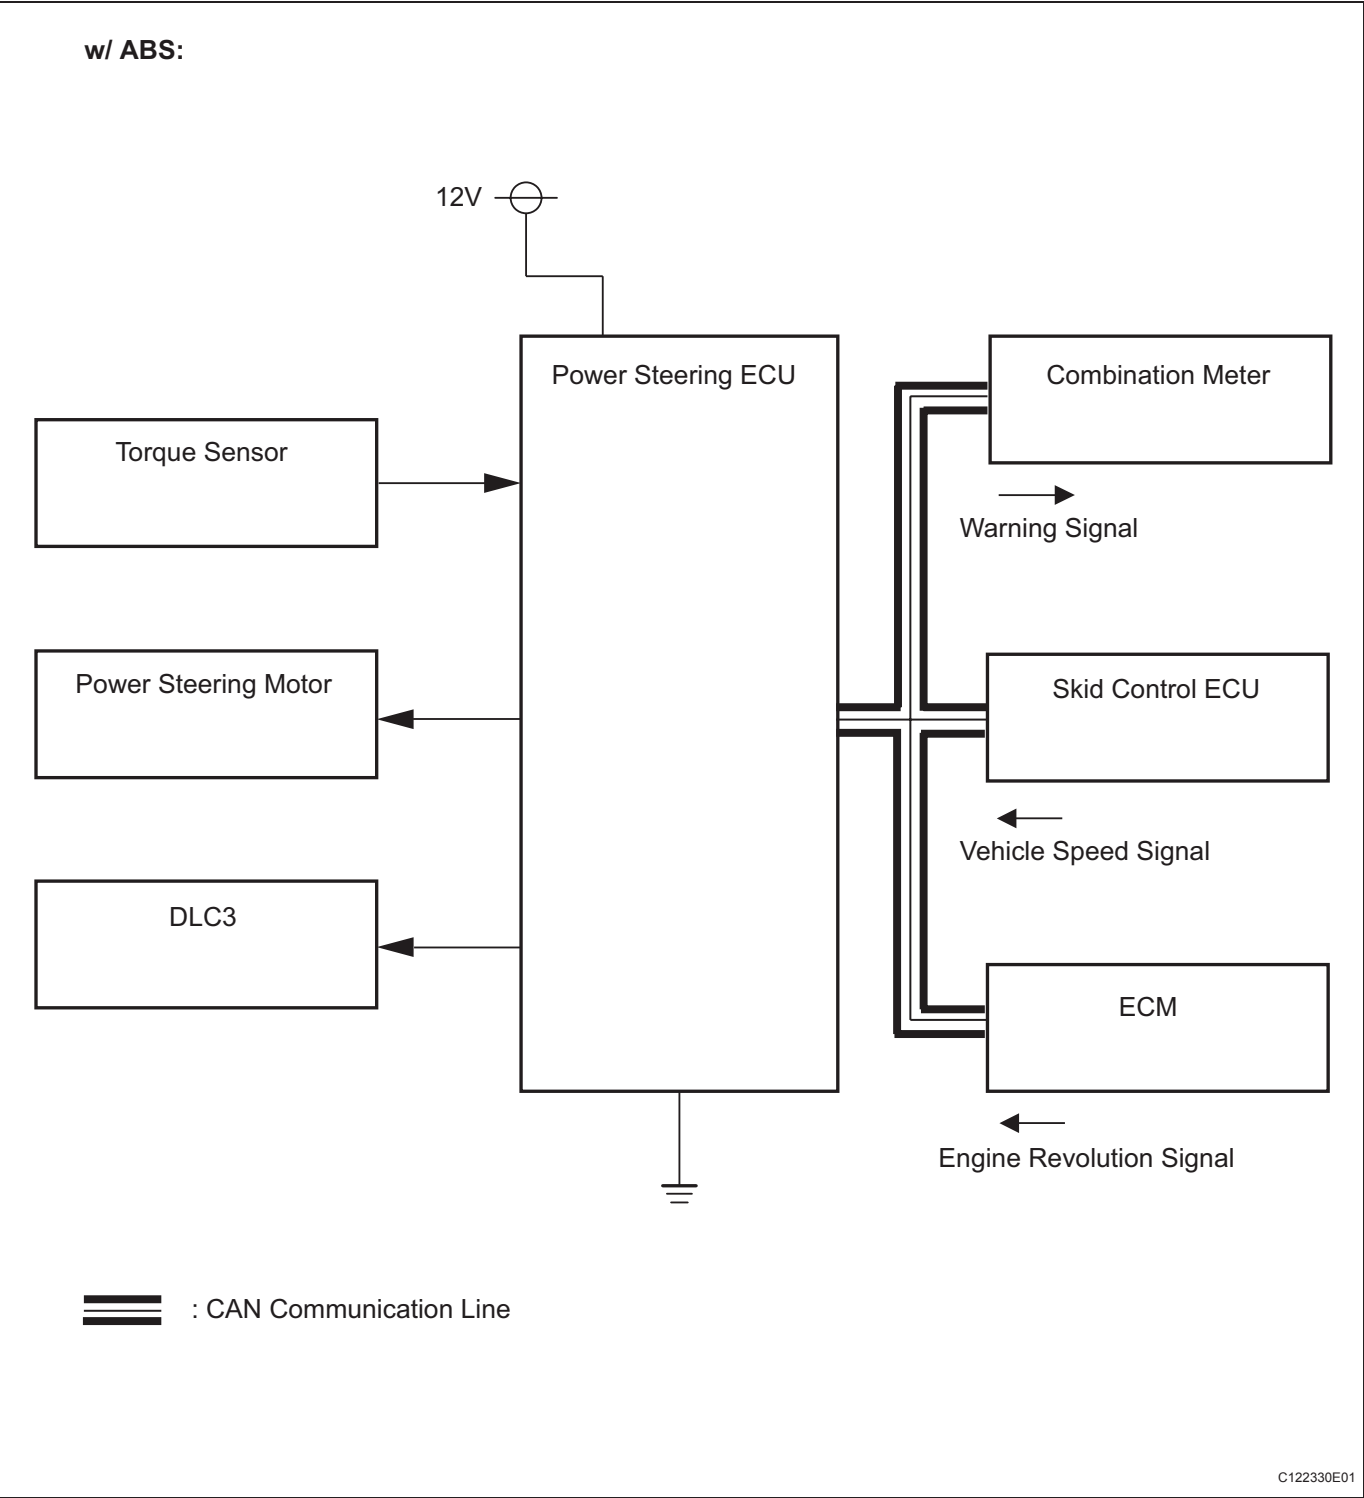 w/ ABS:
12V
Power Steering ECU
Combination Meter
Torque Sensor
Warning Signal
Power Steering Motor
Skid Control ECU
Vehicle Speed Signal
DLC3
ECM
Engine Revolution Signal
: CAN Communication Line
C122330E01